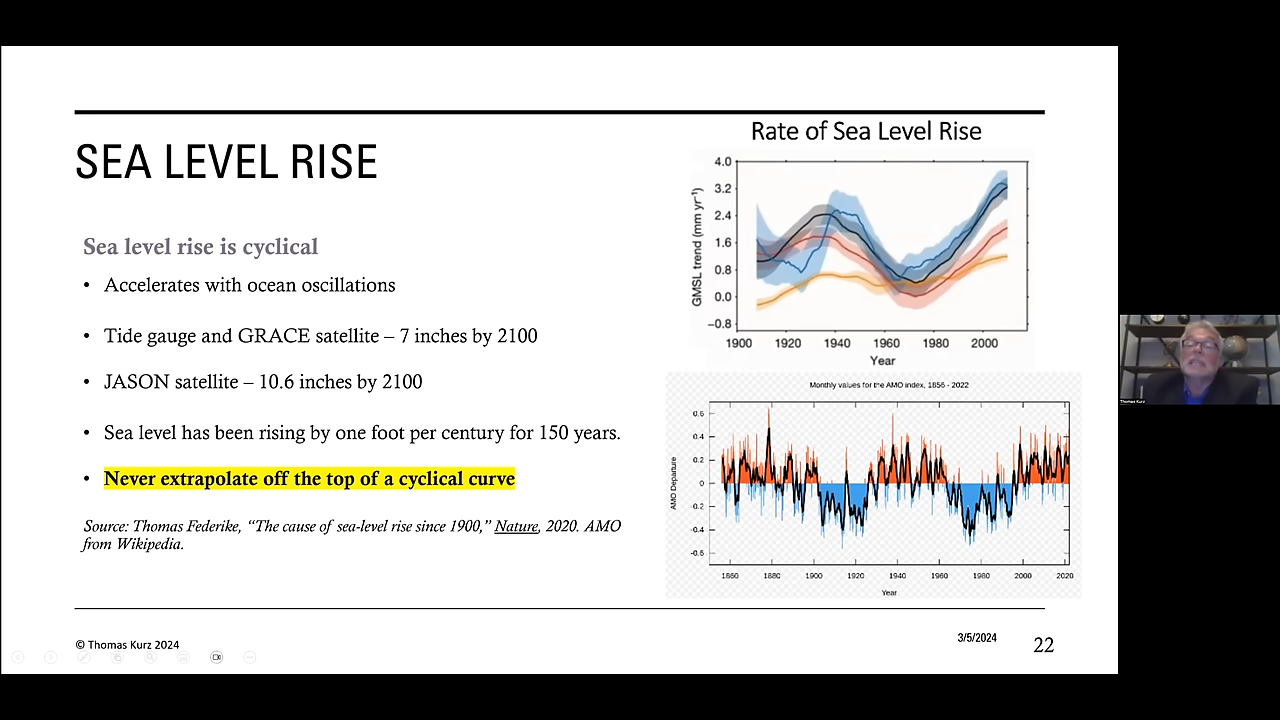 SEA LEVEL RISE
Sea level rise is cyclical
• Accelerates with ocean oscillations
• Tide gauge and GRACE satellite – 7 inches by 2100
• JASON satellite – 10.6 inches by 2100
• Sea level has been rising by one foot per century for 150 years.
• Never extrapolate off the top of a cyclical curve
Source: Thomas Federike, “The cause of sea-level rise since 1900,” Nature, 2020. AMO
from Wikipedia.
Rate of Sea Level Rise
GMSL trend (mm yr⁻¹)
4.0
3.2
2.4
1.6
0.8
0.0
−0.8
1900 1920 1940 1960 1980 2000
Year
Monthly values for the AMO index, 1856 - 2022
AMO Departure
0.6
0.4
0.2
0
-0.2
-0.4
-0.6
1860 1880 1900 1920 1940 1960 1980 2000 2020
Year
© Thomas Kurz 2024
3/5/2024
22
Thomas Kurz